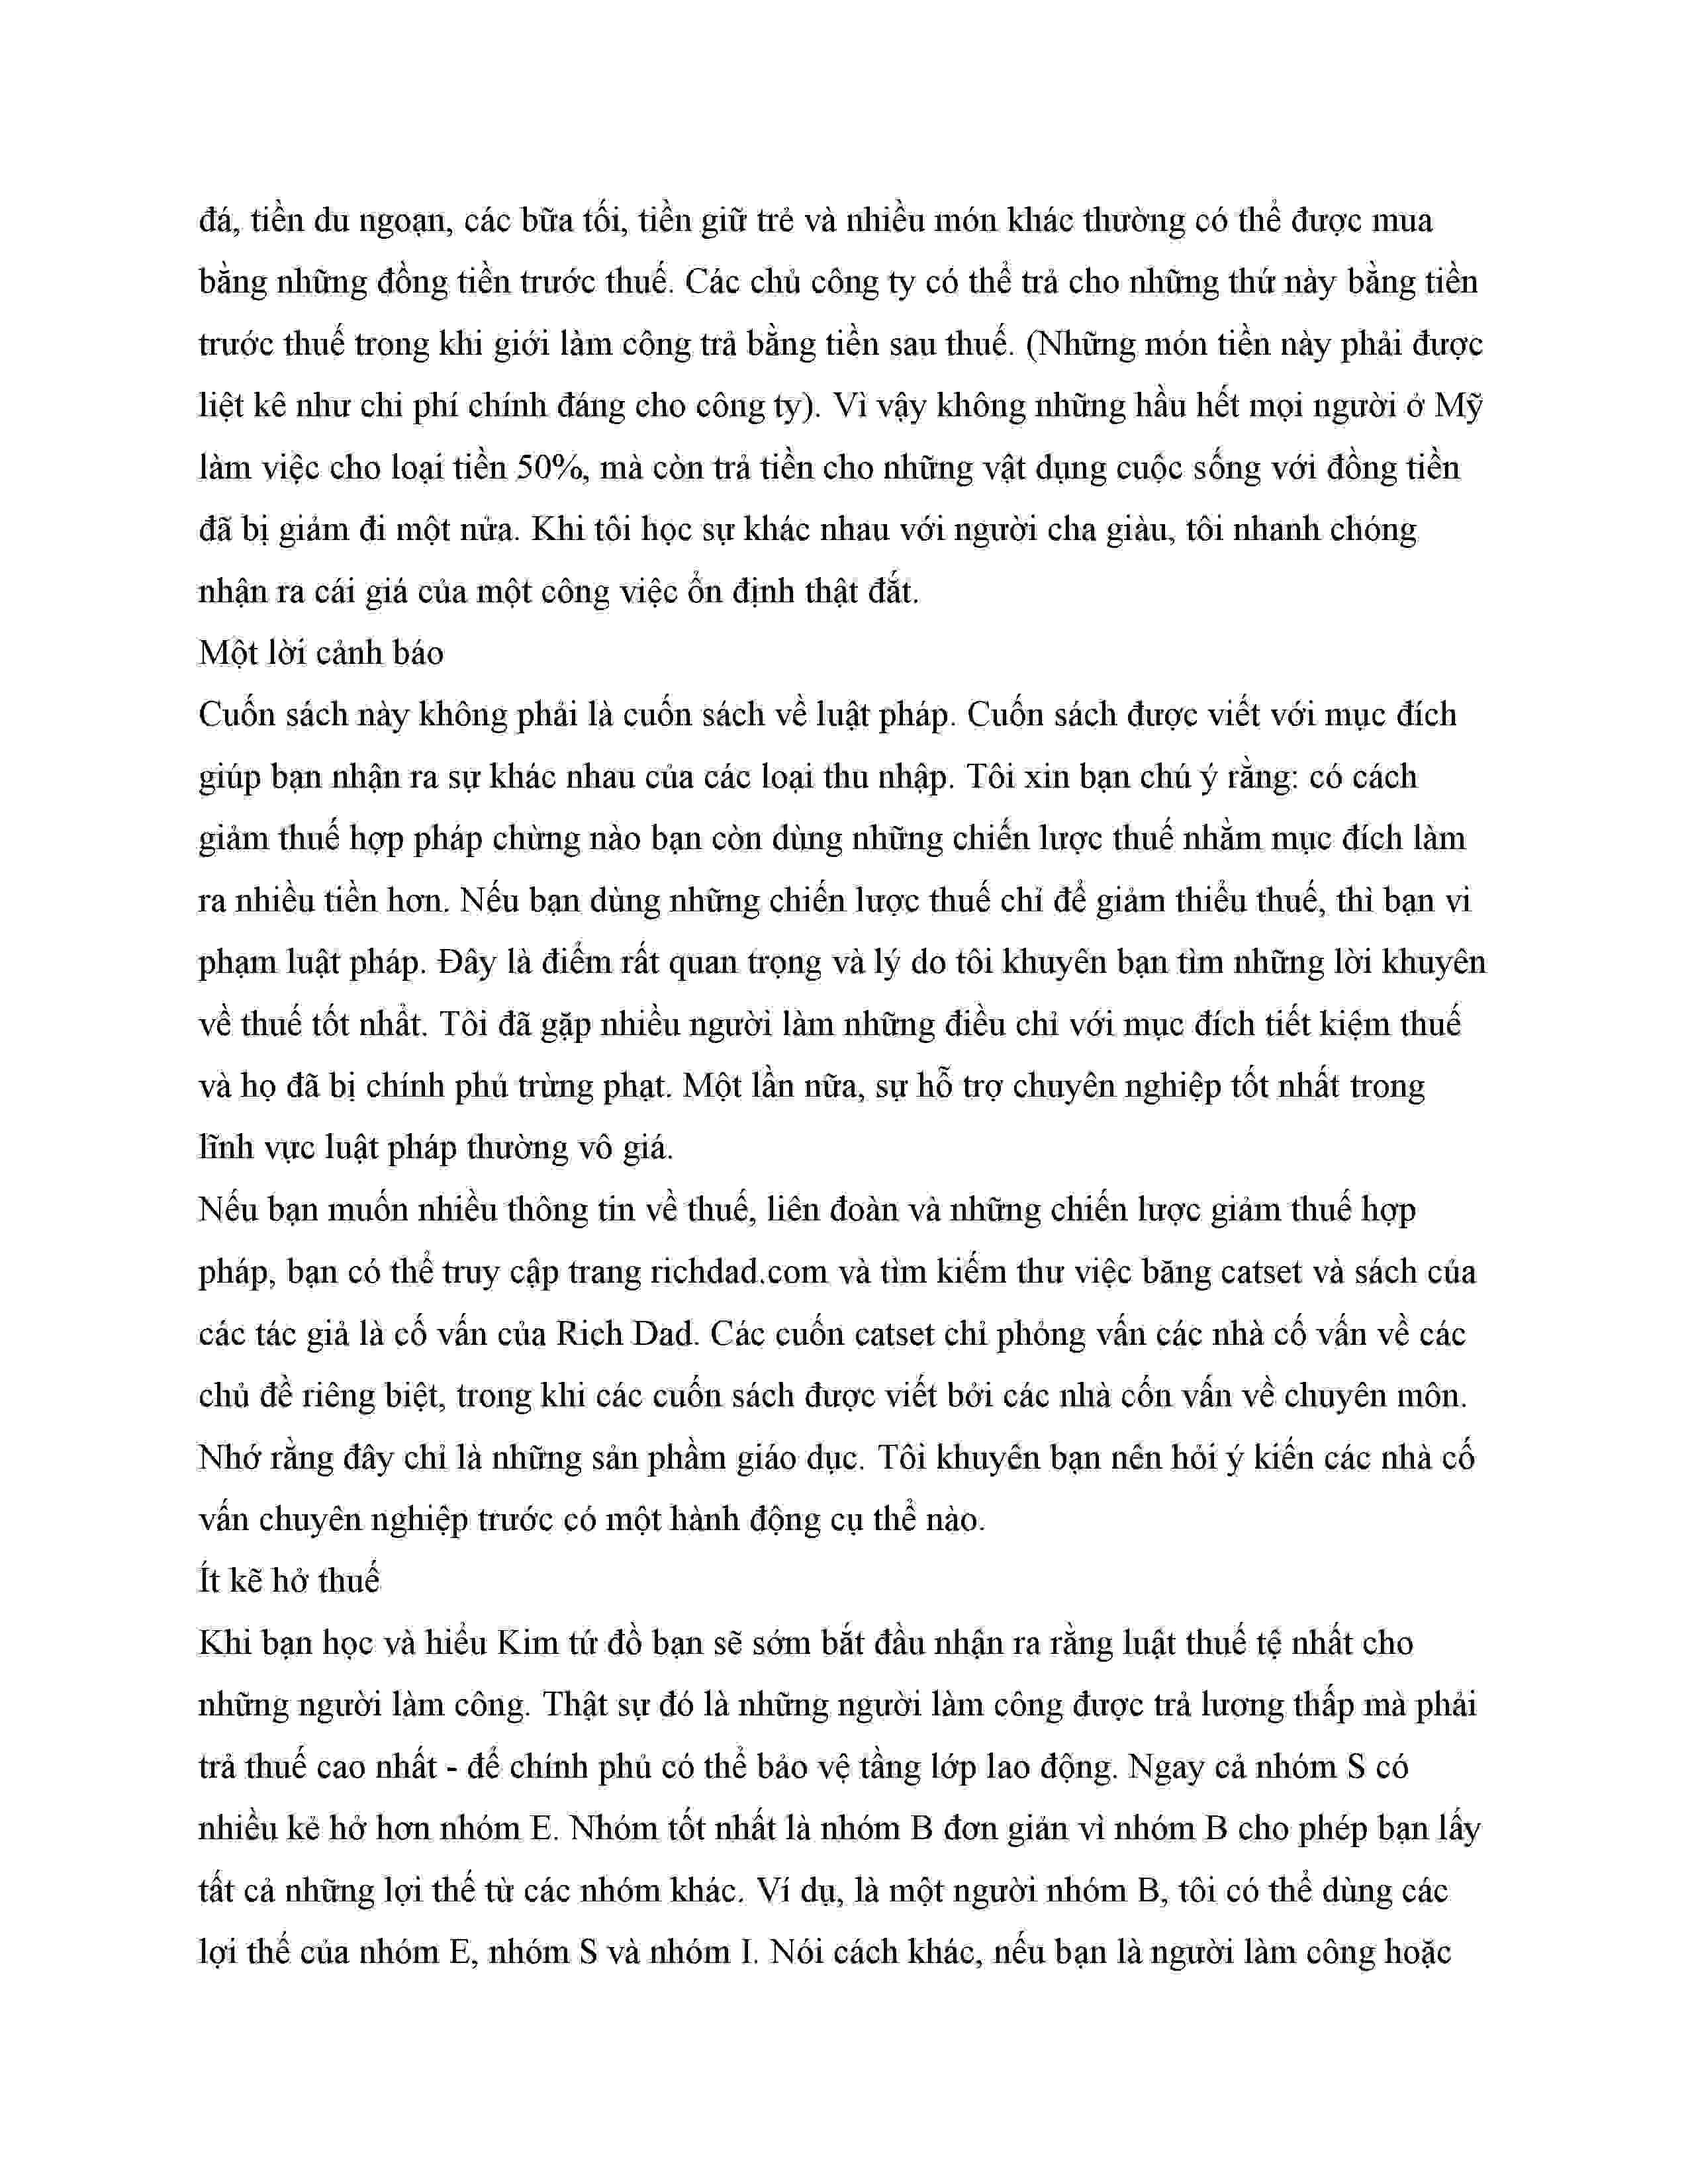 đá, tiền du ngoạn, các bữa tối, tiền giữ trẻ và nhiều món khác thường có thể được mua
bằng những đồng tiền trước thuế. Các chủ công ty có thể trả cho những thứ này bằng tiền
trước thuế trong khi giới làm công trả bằng tiền sau thuế. (Những món tiền này phải được
liệt kê như chi phí chính đáng cho công ty). Vì vậy không những hầu hết mọi người ở Mỹ
làm việc cho loại tiền 50%, mà còn trả tiền cho những vật dụng cuộc sống với đồng tiền
đã bị giảm đi một nửa. Khi tôi học sự khác nhau với người cha giàu, tôi nhanh chóng
nhận ra cái giá của một công việc ổn định thật đắt.
Một lời cảnh báo
Cuốn sách này không phải là cuốn sách về luật pháp. Cuốn sách được viết với mục đích
giúp bạn nhận ra sự khác nhau của các loại thu nhập. Tôi xin bạn chú ý rằng: có cách
giảm thuế hợp pháp chừng nào bạn còn dùng những chiến lược thuế nhằm mục đích làm
ra nhiều tiền hơn. Nếu bạn dùng những chiến lược thuế chỉ để giảm thiểu thuế, thì bạn vi
phạm luật pháp. Đây là điểm rất quan trọng và lý do tôi khuyên bạn tìm những lời khuyên
về thuế tốt nhẩt. Tôi đã gặp nhiều người làm những điều chỉ với mục đích tiết kiệm thuế
và họ đã bị chính phủ trừng phạt. Một lần nữa, sự hỗ trợ chuyên nghiệp tốt nhất trong
lĩnh vực luật pháp thường vô giá.
Nếu bạn muốn nhiều thông tin về thuế, liên đoàn và những chiến lược giảm thuế hợp
pháp, bạn có thể truy cập trang richdad.com và tìm kiếm thư việc băng catset và sách của
các tác giả là cố vấn của Rich Dad. Các cuốn catset chỉ phỏng vấn các nhà cố vấn về các
chủ đề riêng biệt, trong khi các cuốn sách được viết bởi các nhà cốn vấn về chuyên môn.
Nhớ rằng đây chỉ là những sản phầm giáo dục. Tôi khuyên bạn nên hỏi ý kiến các nhà cố
vấn chuyên nghiệp trước có một hành động cụ thể nào.
Ít kẽ hở thuế
Khi bạn học và hiểu Kim tứ đồ bạn sẽ sớm bắt đầu nhận ra rằng luật thuế tệ nhất cho
những người làm công. Thật sự đó là những người làm công được trả lương thấp mà phải
trả thuế cao nhất - để chính phủ có thể bảo vệ tầng lớp lao động. Ngay cả nhóm S có
nhiều kẻ hở hơn nhóm E. Nhóm tốt nhất là nhóm B đơn giản vì nhóm B cho phép bạn lấy
tất cả những lợi thế từ các nhóm khác. Ví dụ, là một người nhóm B, tôi có thể dùng các
lợi thế của nhóm E, nhóm S và nhóm I. Nói cách khác, nếu bạn là người làm công hoặc